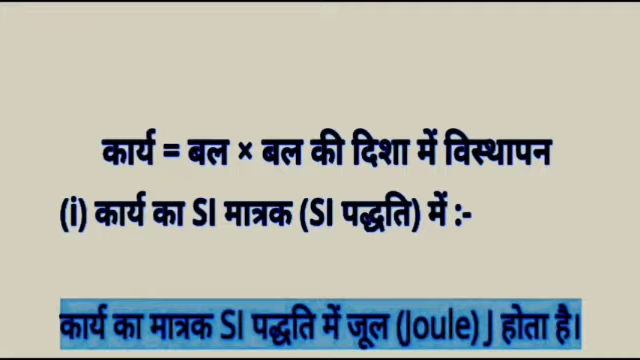 कार्य = बल × बल की दिशा में विस्थापन
(i) कार्य का SI मात्रक (SI पद्धति) में :-
कार्य का मात्रक SI पद्धति में जूल (Joule) J होता है।